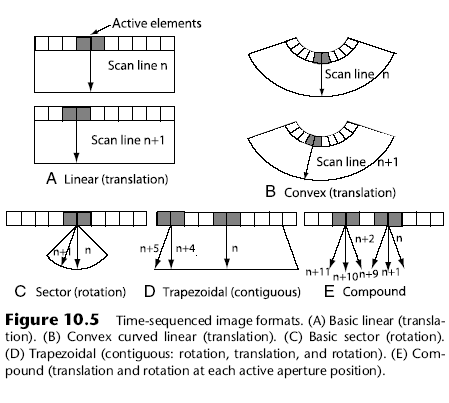 Active elements
Scan line n
Scan line n+1
A Linear (translation)
Scan line n
Scan line n+1
B Convex (translation)
n+1 n
n+5 n+4 n
n+2 n
n+11 n+10 n+9 n+1
C Sector (rotation) D Trapezoidal (contiguous) E Compound
Figure 10.5 Time-sequenced image formats. (A) Basic linear (transla-
tion). (B) Convex curved linear (translation). (C) Basic sector (rotation).
(D) Trapezoidal (contiguous: rotation, translation, and rotation). (E) Com-
pound (translation and rotation at each active aperture position).